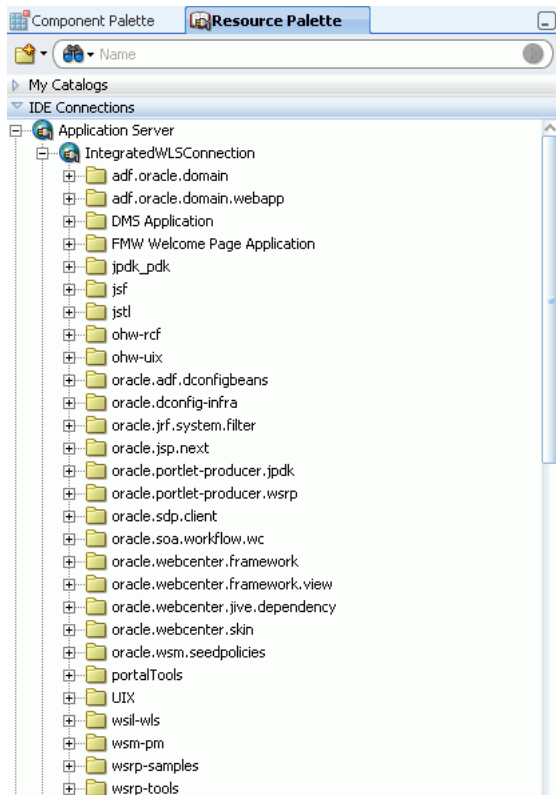 Component Palette Resource Palette
Name
My Catalogs
IDE Connections
Application Server
IntegratedWLSConnection
adf.oracle.domain
adf.oracle.domain.webapp
DMS Application
FMW Welcome Page Application
jpdk_pdk
jsf
jstl
ohw-rcf
ohw-uix
oracle.adf.dconfigbeans
oracle.dconfig-infra
oracle.jrf.system.filter
oracle.jsp.next
oracle.portlet-producer.jpdk
oracle.portlet-producer.wsrp
oracle.sdp.client
oracle.soa.workflow.wc
oracle.webcenter.framework
oracle.webcenter.framework.view
oracle.webcenter.jive.dependency
oracle.webcenter.skin
oracle.wsm.seedpolicies
portalTools
UIX
wsil-wls
wsm-pm
wsrp-samples
wsrp-tools